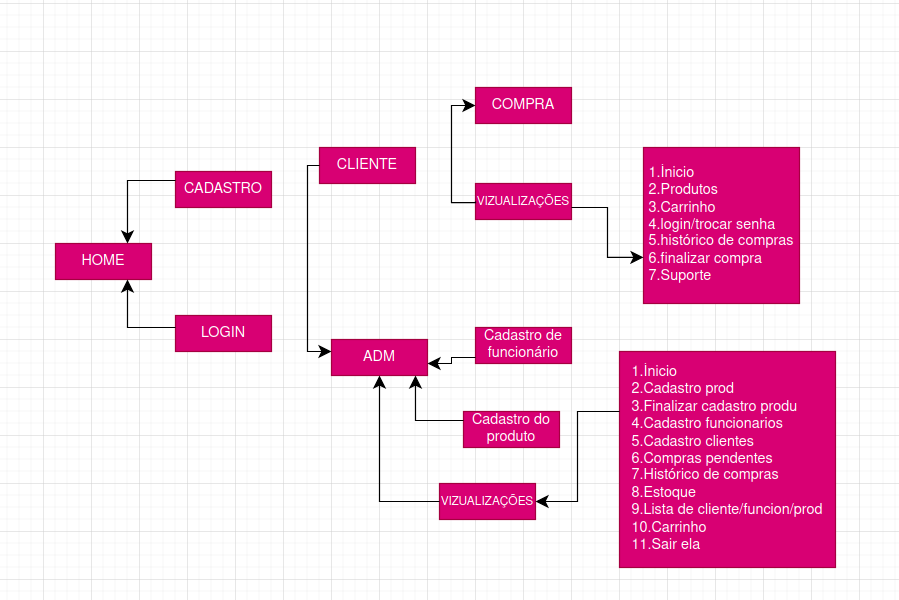 COMPRA
CLIENTE
CADASTRO
VIZUALIZAÇÕES
1.Ínicio
2.Produtos
3.Carrinho
4.login/trocar senha
5.histórico de compras
6.finalizar compra
7.Suporte
HOME
LOGIN
ADM
Cadastro de
funcionário
Cadastro do
produto
VIZUALIZAÇÕES
1.Ínicio
2.Cadastro prod
3.Finalizar cadastro produ
4.Cadastro funcionarios
5.Cadastro clientes
6.Compras pendentes
7.Histórico de compras
8.Estoque
9.Lista de cliente/funcion/prod
10.Carrinho
11.Sair ela